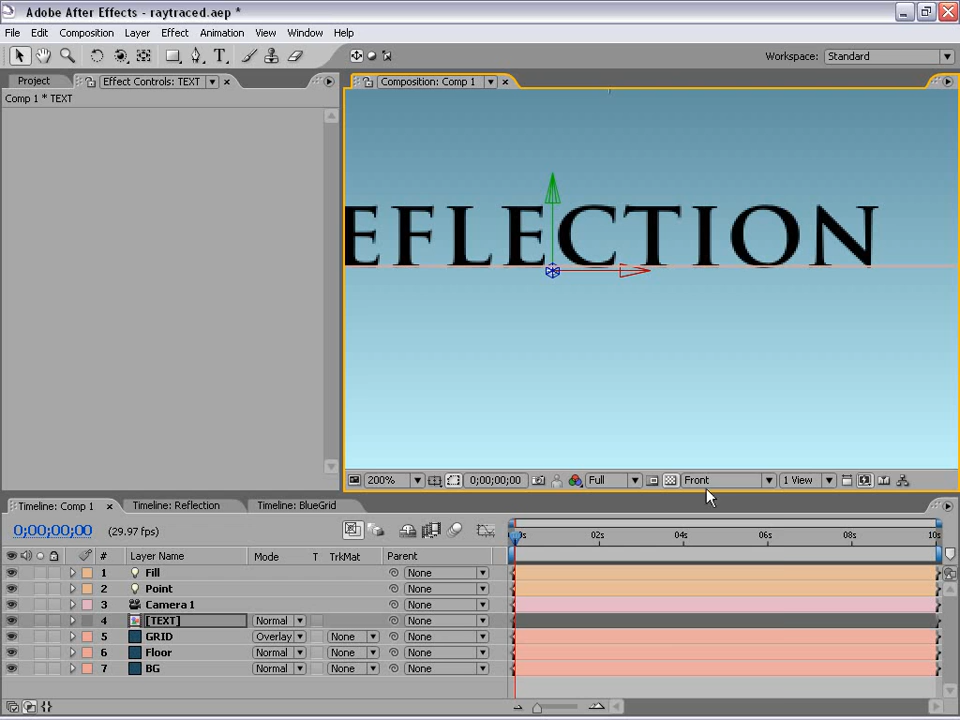 Adobe After Effects - raytraced.aep *
File Edit Composition Layer Effect Animation View Window Help
Workspace: Standard
Project Effect Controls: TEXT Composition: Comp 1
Comp 1 * TEXT
EFLECTION
200% 0;00;00;00 Full Front 1 View
Timeline: Comp 1 Timeline: Reflection Timeline: BlueGrid
0;00;00;00 (29.97 fps)
02s 04s 06s 08s 10s
# Layer Name Mode T TrkMat Parent
1 Fill None
2 Point None
3 Camera 1 None
4 [TEXT] Normal None
5 GRID Overlay None None
6 Floor Normal None None
7 BG Normal None None